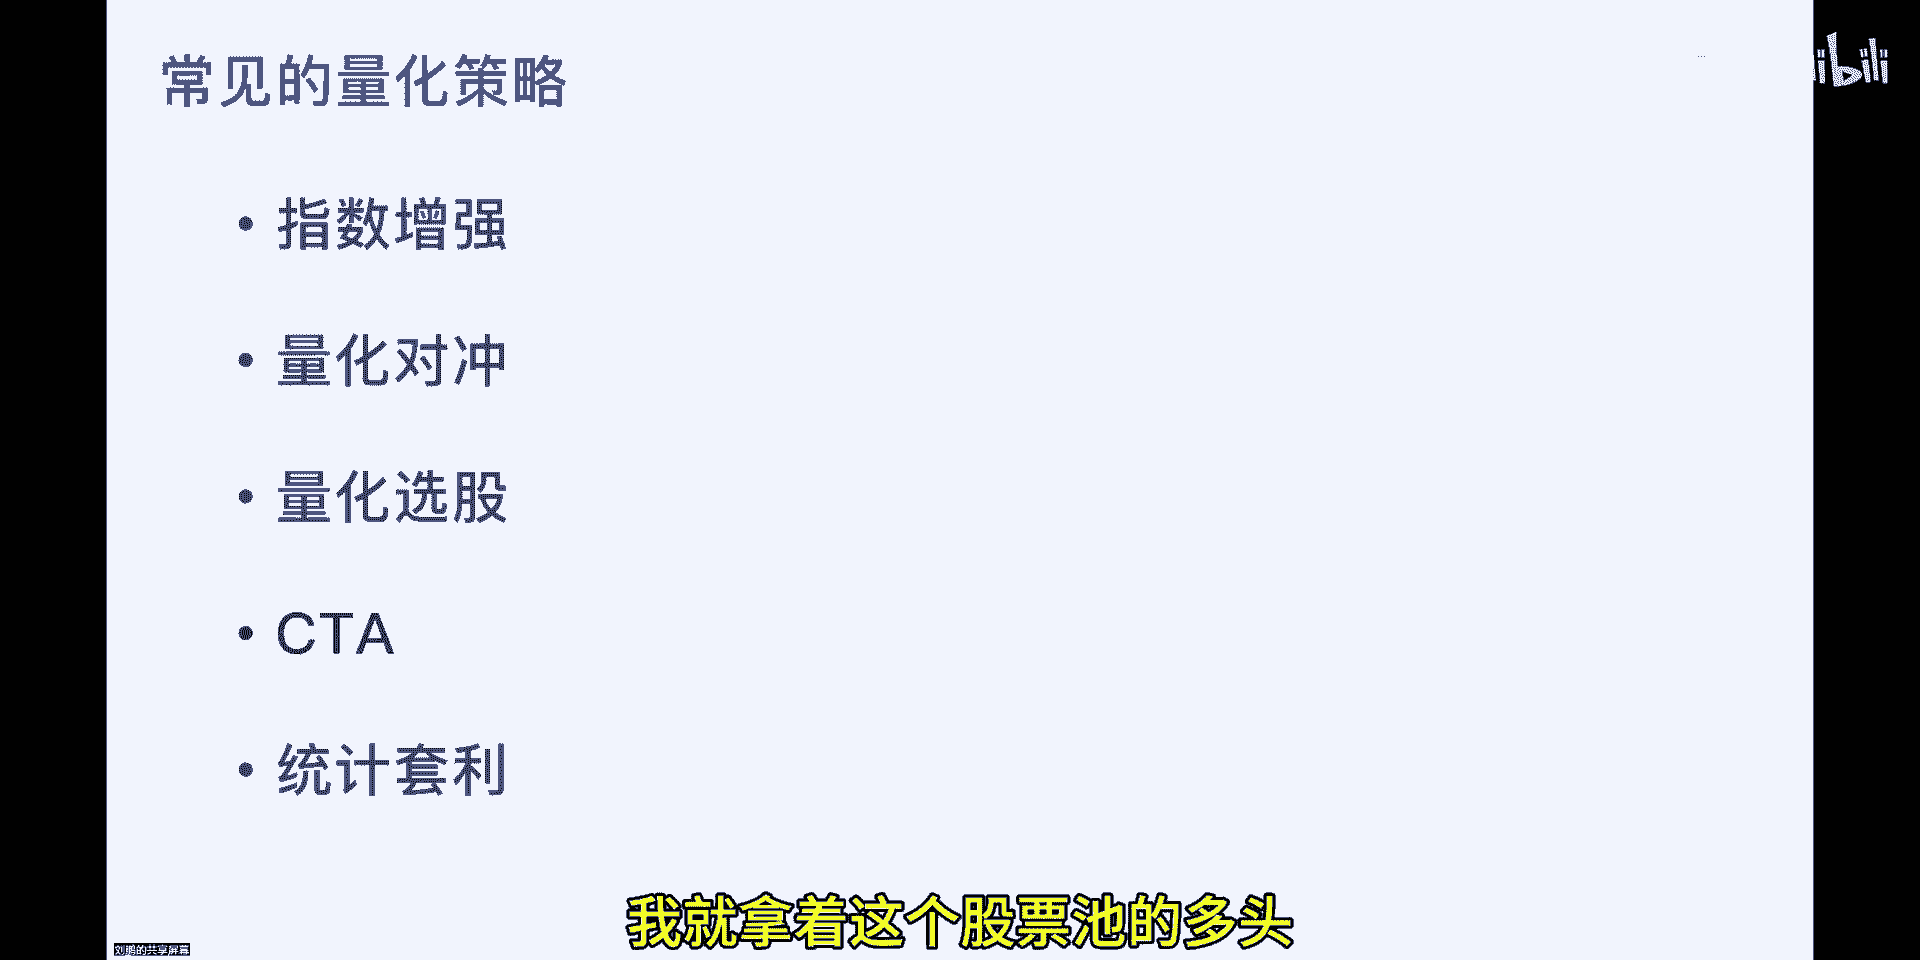 常见的量化策略
bili
• 指数增强
• 量化对冲
• 量化选股
• CTA
• 统计套利
我就拿着这个股票池的多头
刘鹏的共享屏幕